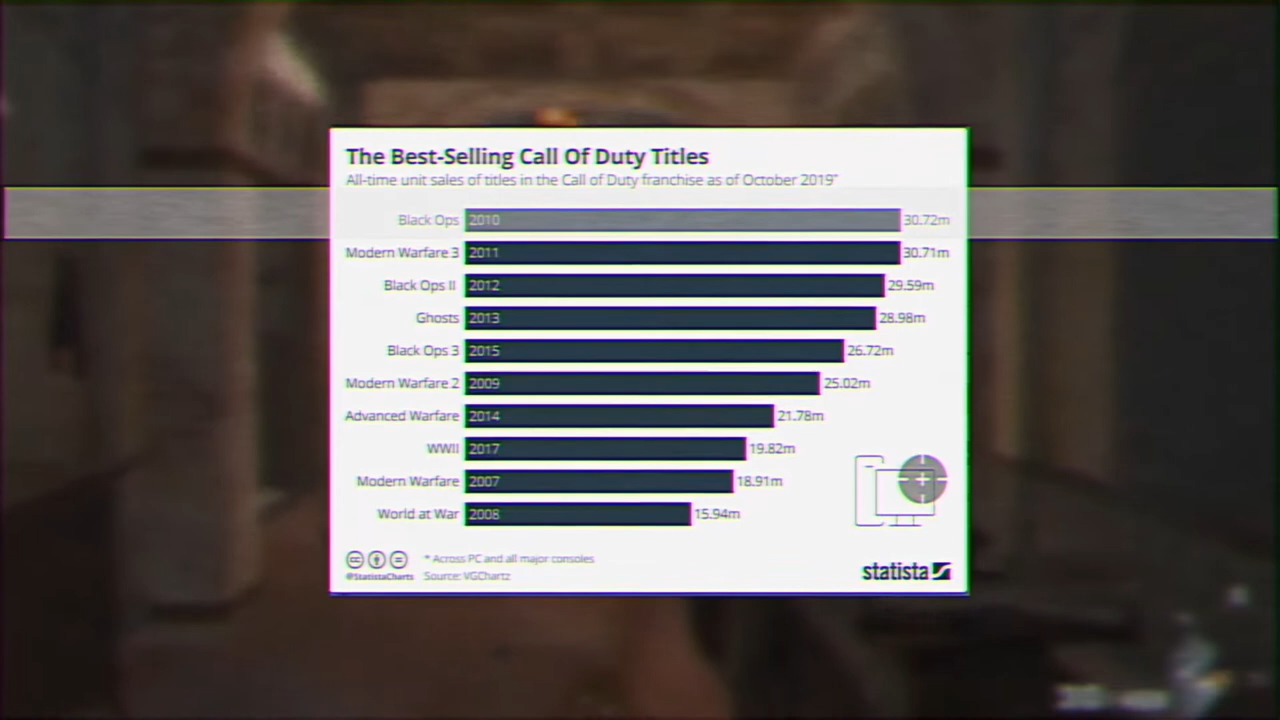 The Best-Selling Call Of Duty Titles
All-time unit sales of titles in the Call of Duty franchise as of October 2019*
Black Ops 2010 30.72m
Modern Warfare 3 2011 30.71m
Black Ops II 2012 29.59m
Ghosts 2013 28.98m
Black Ops 3 2015 26.72m
Modern Warfare 2 2009 25.02m
Advanced Warfare 2014 21.78m
WWII 2017 19.82m
Modern Warfare 2007 18.91m
World at War 2008 15.94m
* Across PC and all major consoles
@StatistaCharts Source: VGChartz
statista